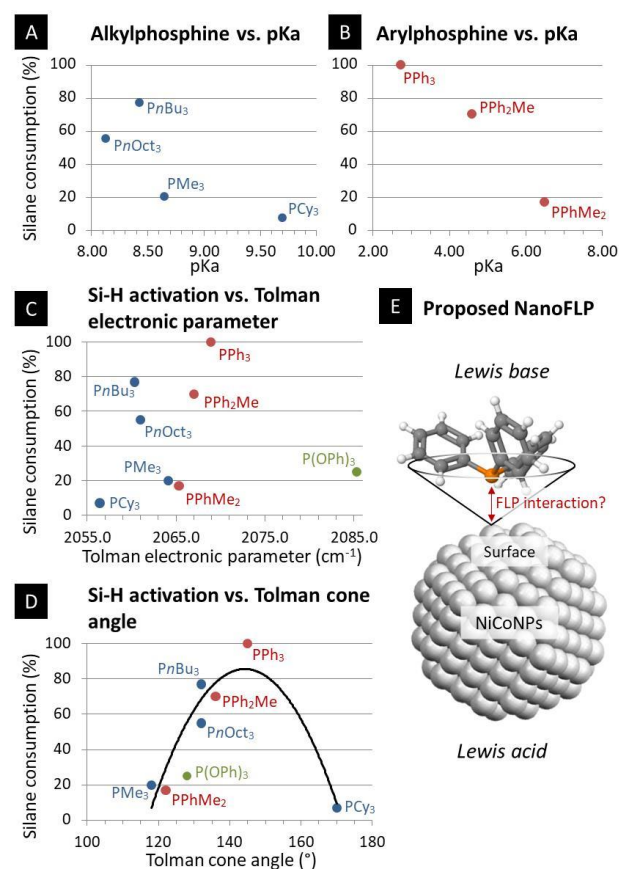 A
Alkylphosphine vs. pKa
Silane consumption (%)
100
80
60
40
20
0
PnBu₃
PnOct₃
PMe₃
PCy₃
8.00 8.50 9.00 9.50 10.00
pKa
B
Arylphosphine vs. pKa
100
80
60
40
20
0
PPh₃
PPh₂Me
PPhMe₂
2.00 4.00 6.00 8.00
pKa
C
Si-H activation vs. Tolman
electronic parameter
Silane consumption (%)
100
80
60
40
20
0
PPh₃
PnBu₃
PPh₂Me
PnOct₃
P(OPh)₃
PMe₃
PPhMe₂
PCy₃
2055.0 2065.0 2075.0 2085.0
Tolman electronic parameter (cm⁻¹)
D
Si-H activation vs. Tolman cone
angle
Silane consumption (%)
100
80
60
40
20
0
PPh₃
PnBu₃
PPh₂Me
PnOct₃
P(OPh)₃
PMe₃
PPhMe₂
PCy₃
100 120 140 160 180
Tolman cone angle (°)
E
Proposed NanoFLP
Lewis base
FLP interaction?
Surface
NiCoNPs
Lewis acid